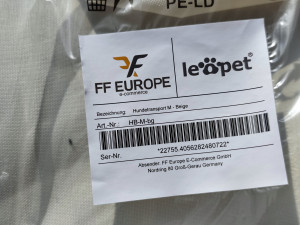 PE-LD
FF EUROPE
e-commerce
leopet
Bezeichnung: Hundetransport M - Beige
Art.-Nr.: HB-M-bg
Ser-Nr.
*22755.4056282480722*
Absender: FF Europe E-Commerce GmbH
Nordring 80 Groß-Gerau Germany